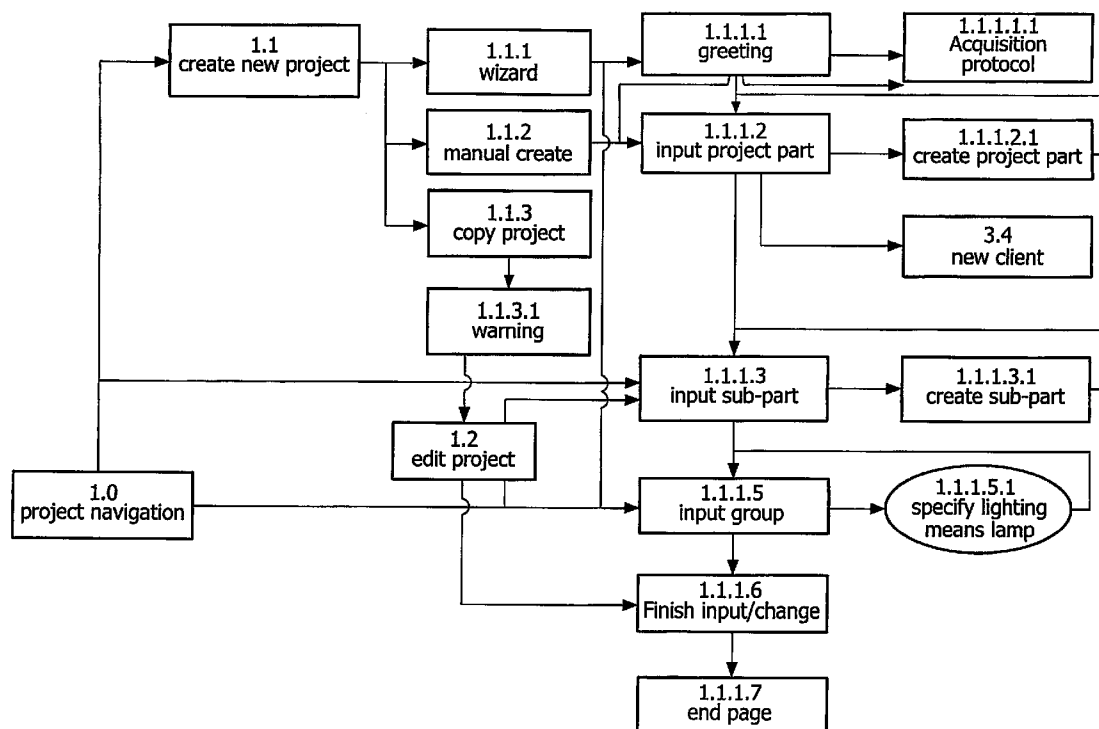 1.1
create new project
1.1.1
wizard
1.1.1.1
greeting
1.1.1.1.1
Acquisition
protocol
1.1.2
manual create
1.1.1.2
input project part
1.1.1.2.1
create project part
1.1.3
copy project
3.4
new client
1.1.3.1
warning
1.1.1.3
input sub-part
1.1.1.3.1
create sub-part
1.2
edit project
1.0
project navigation
1.1.1.5
input group
1.1.1.5.1
specify lighting
means lamp
1.1.1.6
Finish input/change
1.1.1.7
end page